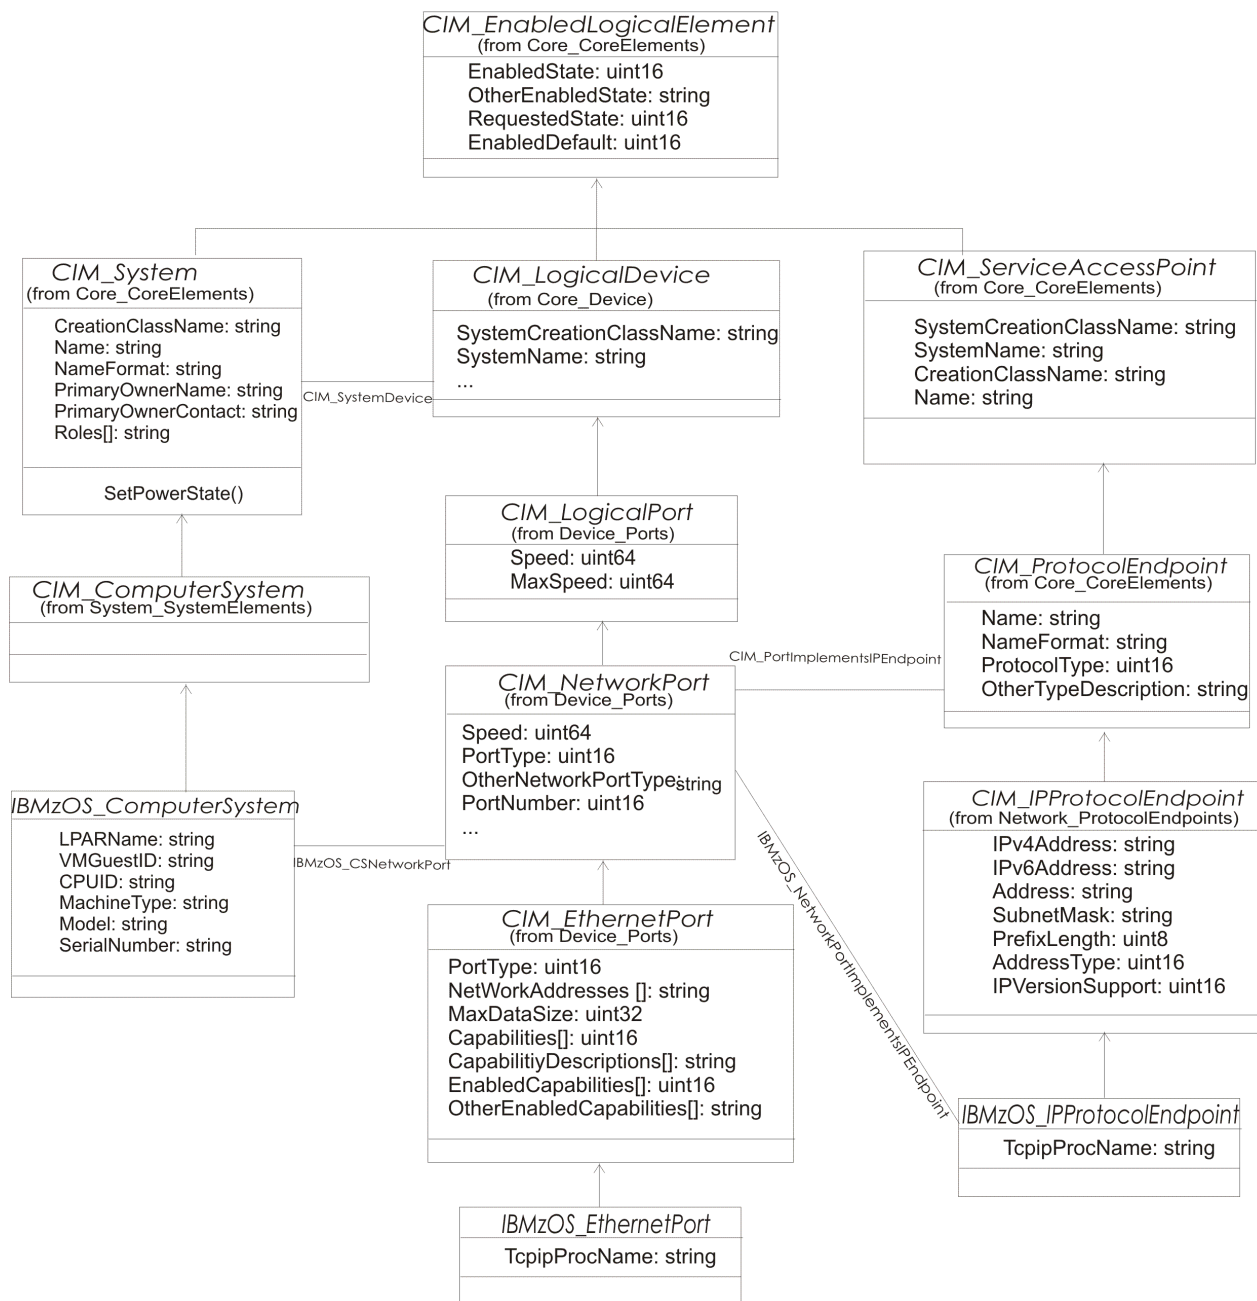 CIM_EnabledLogicalElement
(from Core_CoreElements)
EnabledState: uint16
OtherEnabledState: string
RequestedState: uint16
EnabledDefault: uint16
CIM_System
(from Core_CoreElements)
CreationClassName: string
Name: string
NameFormat: string
PrimaryOwnerName: string
PrimaryOwnerContact: string
Roles[]: string
SetPowerState()
CIM_SystemDevice
CIM_LogicalDevice
(from Core_Device)
SystemCreationClassName: string
SystemName: string
...
CIM_ServiceAccessPoint
(from Core_CoreElements)
SystemCreationClassName: string
SystemName: string
CreationClassName: string
Name: string
CIM_LogicalPort
(from Device_Ports)
Speed: uint64
MaxSpeed: uint64
CIM_ComputerSystem
(from System_SystemElements)
CIM_ProtocolEndpoint
(from Core_CoreElements)
Name: string
NameFormat: string
ProtocolType: uint16
OtherTypeDescription: string
CIM_PortImplementsIPEndpoint
CIM_NetworkPort
(from Device_Ports)
Speed: uint64
PortType: uint16
OtherNetworkPortType: string
PortNumber: uint16
...
IBMzOS_ComputerSystem
LPARName: string
VMGuestID: string
CPUID: string
MachineType: string
Model: string
SerialNumber: string
IBMzOS_CSNetworkPort
IBMzOS_NetworkPortImplementsIPEndpoint
CIM_IPProtocolEndpoint
(from Network_ProtocolEndpoints)
IPv4Address: string
IPv6Address: string
Address: string
SubnetMask: string
PrefixLength: uint8
AddressType: uint16
IPVersionSupport: uint16
CIM_EthernetPort
(from Device_Ports)
PortType: uint16
NetWorkAddresses []: string
MaxDataSize: uint32
Capabilities[]: uint16
CapabilitiyDescriptions[]: string
EnabledCapabilities[]: uint16
OtherEnabledCapabilities[]: string
IBMzOS_IPProtocolEndpoint
TcpipProcName: string
IBMzOS_EthernetPort
TcpipProcName: string